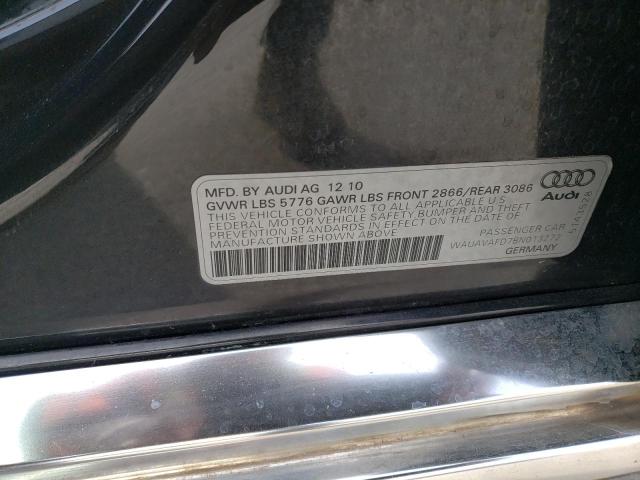 MFD. BY AUDI AG 12 10
GVWR LBS 5776 GAWR LBS FRONT 2866/REAR 3086
THIS VEHICLE CONFORMS TO ALL APPLICABLE U.S.
FEDERAL MOTOR VEHICLE SAFETY BUMPER AND THEFT
PREVENTION STANDARDS IN EFFECT ON THE DATE OF
MANUFACTURE SHOWN ABOVE.
PASSENGER CAR
WAUAVAFD7BN013272
GERMANY
Audi